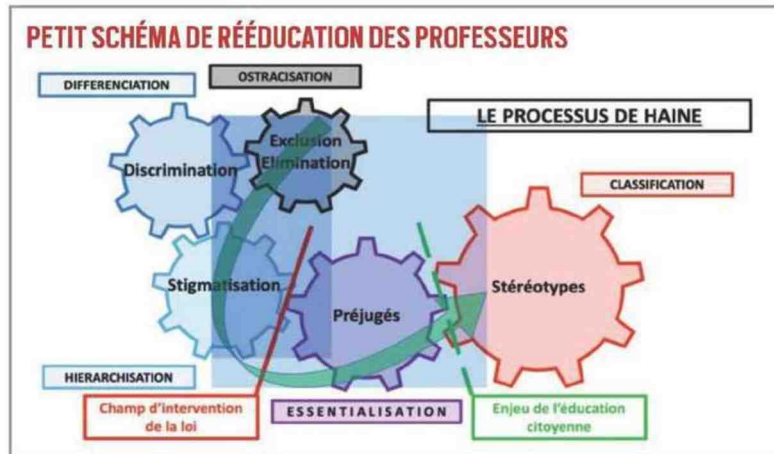 PETIT SCHÉMA DE RÉÉDUCATION DES PROFESSEURS
DIFFERENCIATION
OSTRACISATION
LE PROCESSUS DE HAINE
Discrimination
Exclusion
Elimination
CLASSIFICATION
Stigmatisation
Préjugés
Stéréotypes
HIERARCHISATION
Champ d'intervention
de la loi
ESSENTIALISATION
Enjeu de l'éducation
citoyenne